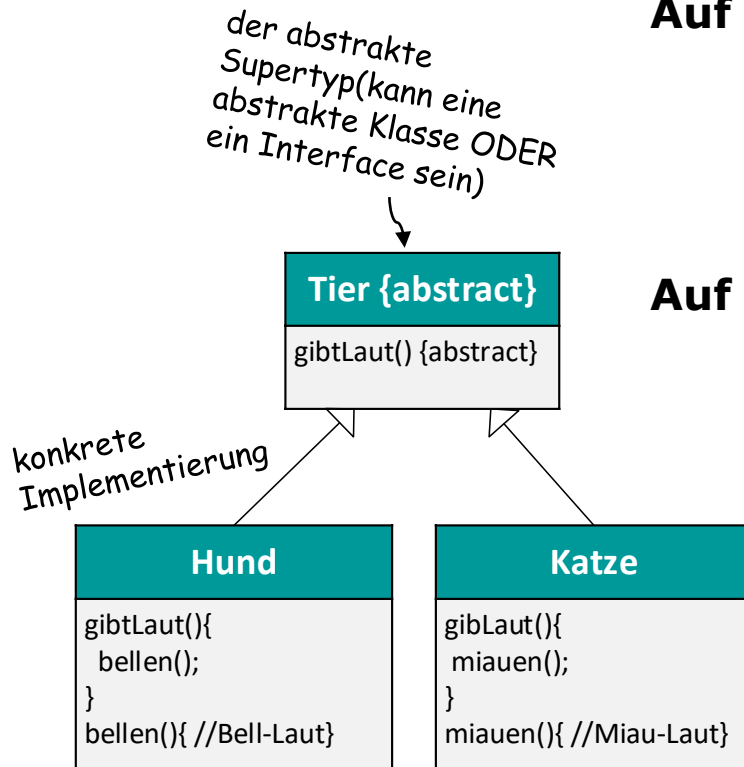 Auf
der abstrakte
Supertyp(kann eine
abstrakte Klasse ODER
ein Interface sein)
Tier {abstract}
Auf
gibtLaut() {abstract}
konkrete
Implementierung
Hund
gibtLaut(){
bellen();
}
bellen(){ //Bell-Laut}
Katze
gibLaut(){
miauen();
}
miauen(){ //Miau-Laut}